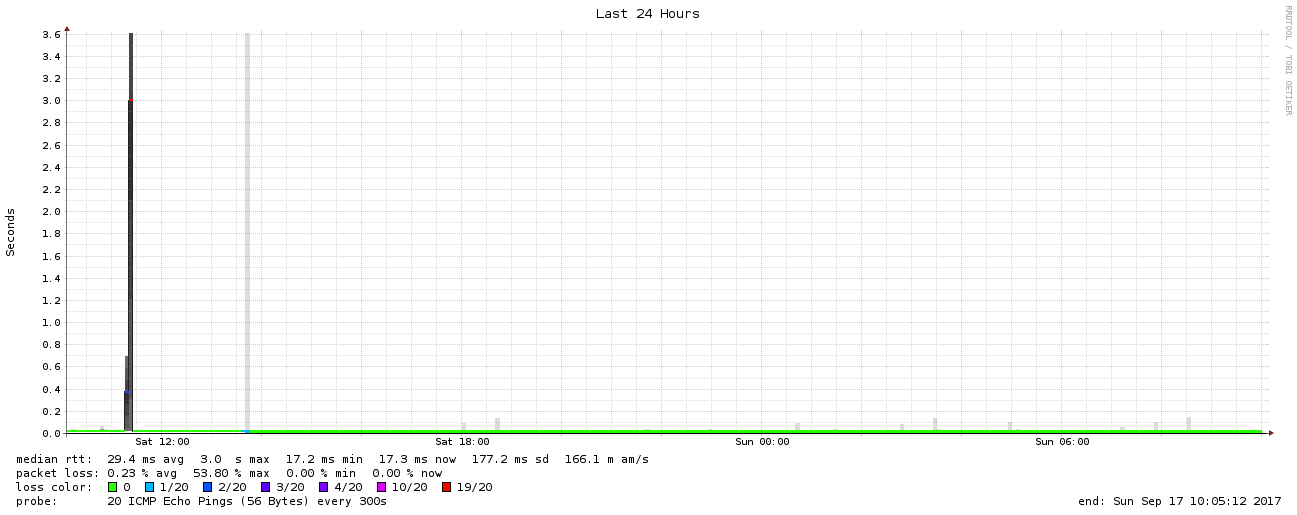 Last 24 Hours
RRDTOOL / TOBI OETIKER
Seconds
3.6
3.4
3.2
3.0
2.8
2.6
2.4
2.2
2.0
1.8
1.6
1.4
1.2
1.0
0.8
0.6
0.4
0.2
0.0
Sat 12:00 Sat 18:00 Sun 00:00 Sun 06:00
median rtt: 29.4 ms avg 3.0 s max 17.2 ms min 17.3 ms now 177.2 ms sd 166.1 m am/s
packet loss: 0.23 % avg 53.80 % max 0.00 % min 0.00 % now
loss color: 0 1/20 2/20 3/20 4/20 10/20 19/20
probe: 20 ICMP Echo Pings (56 Bytes) every 300s end: Sun Sep 17 10:05:12 2017